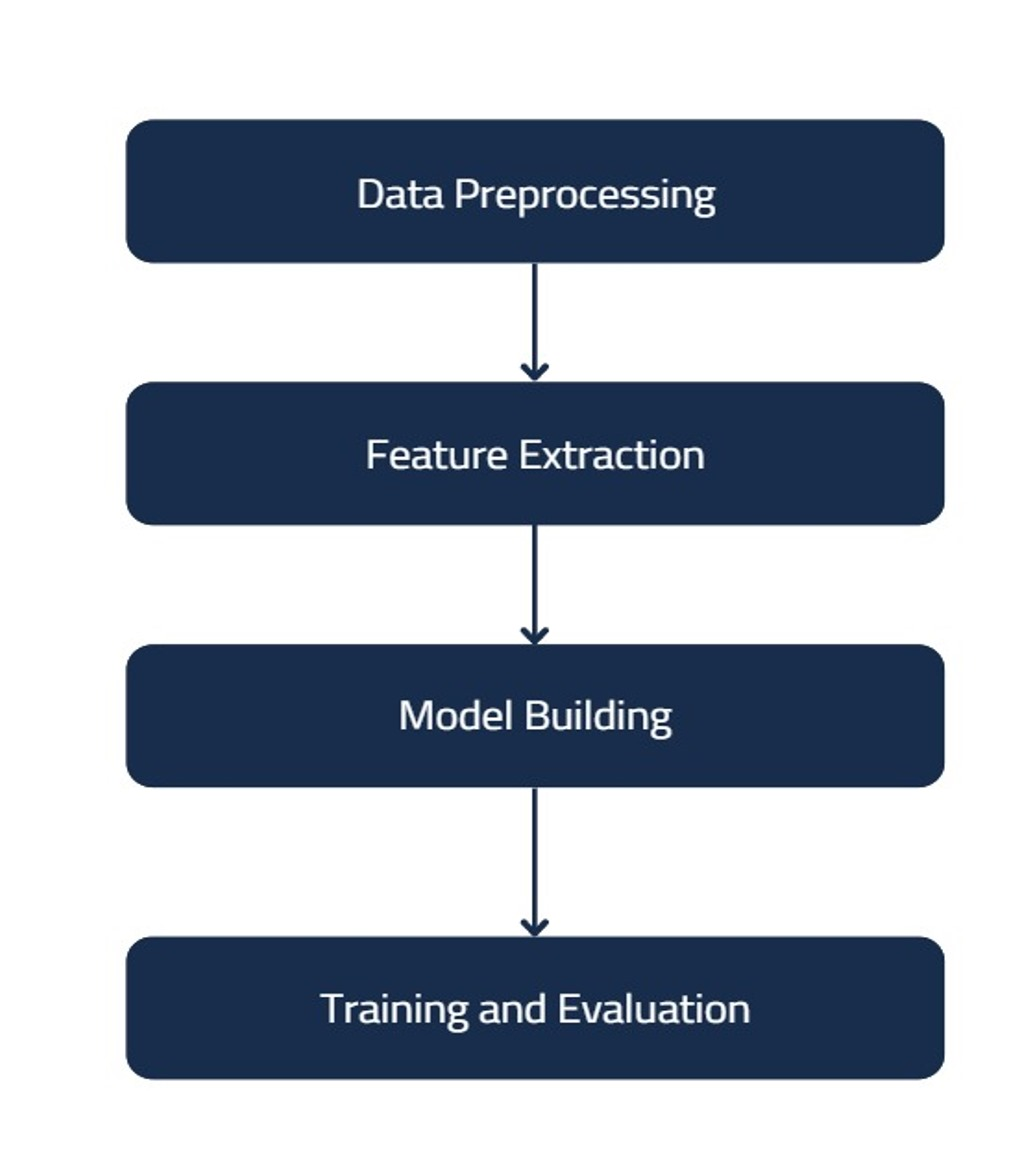 Data Preprocessing
Feature Extraction
Model Building
Training and Evaluation